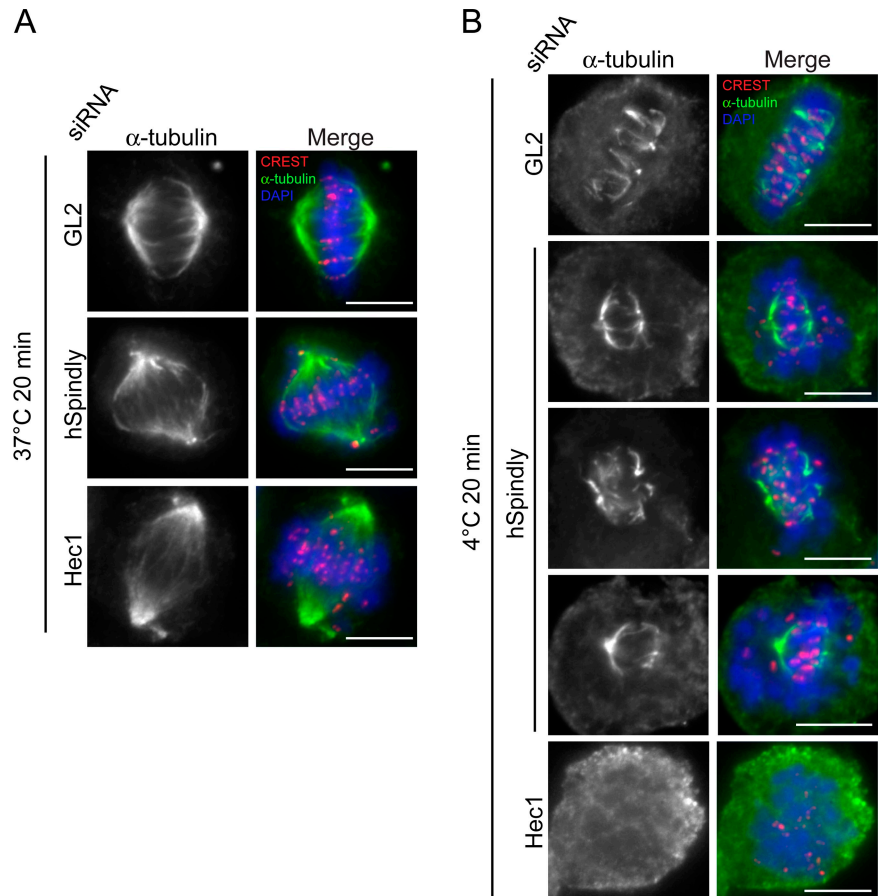 A
siRNA
α-tubulin
Merge
37°C 20 min
GL2
CREST
α-tubulin
DAPI
hSpindly
Hec1
B
siRNA
α-tubulin
Merge
4°C 20 min
GL2
CREST
α-tubulin
DAPI
hSpindly
Hec1